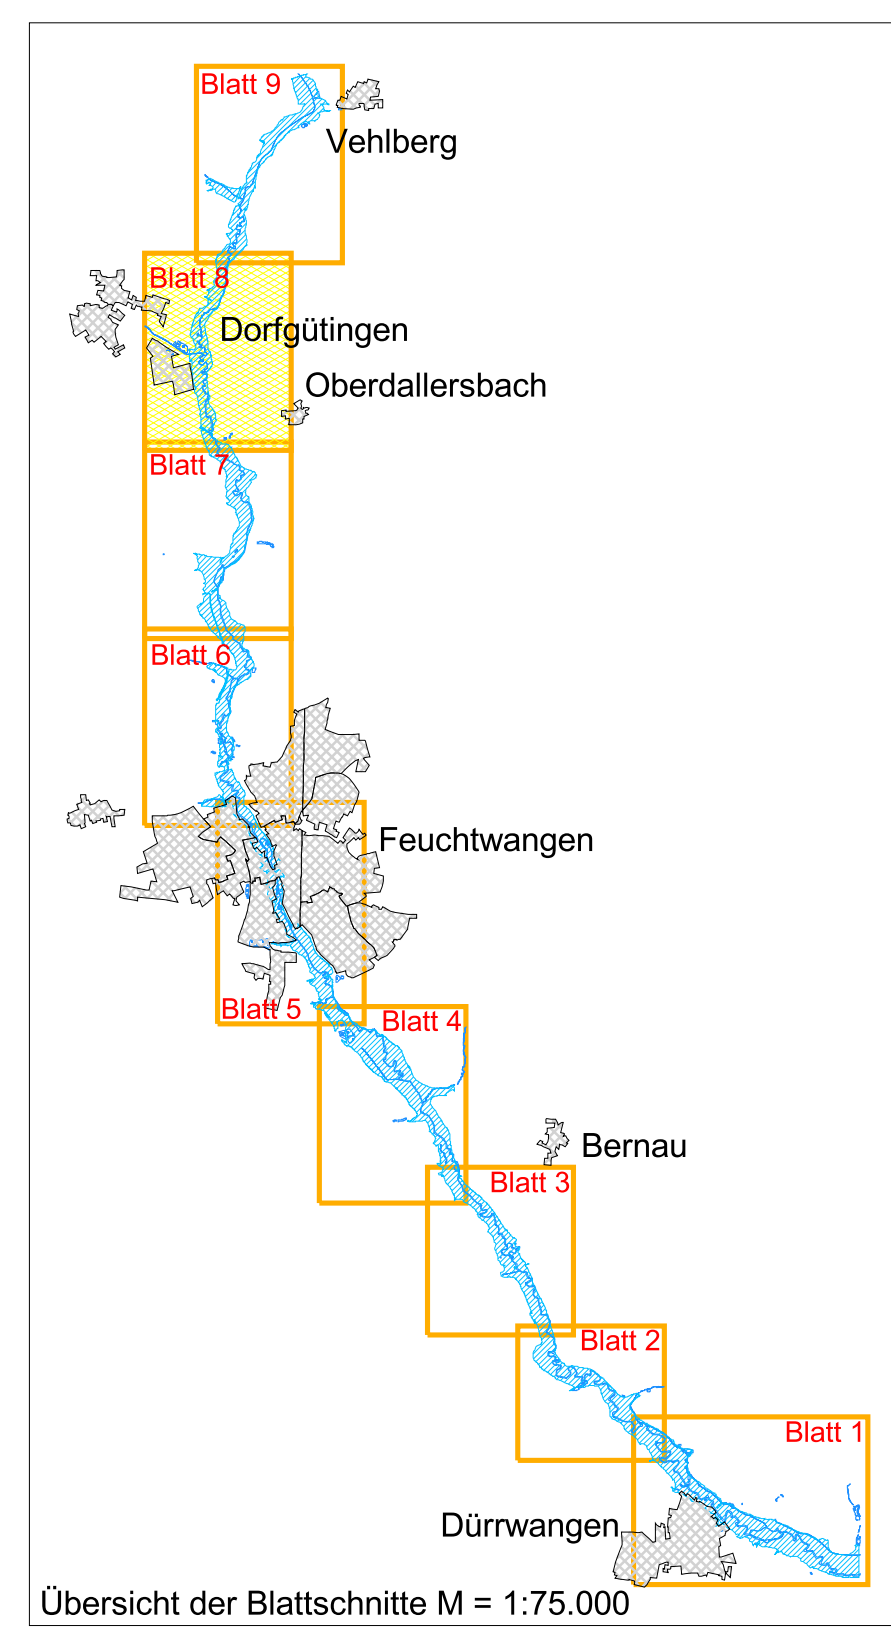 Blatt 9
Vehlberg
Blatt 8
Dorfgütingen
Oberdallersbach
Blatt 7
Blatt 6
Feuchtwangen
Blatt 5
Blatt 4
Bernau
Blatt 3
Blatt 2
Blatt 1
Dürrwangen
Übersicht der Blattschnitte M = 1:75.000